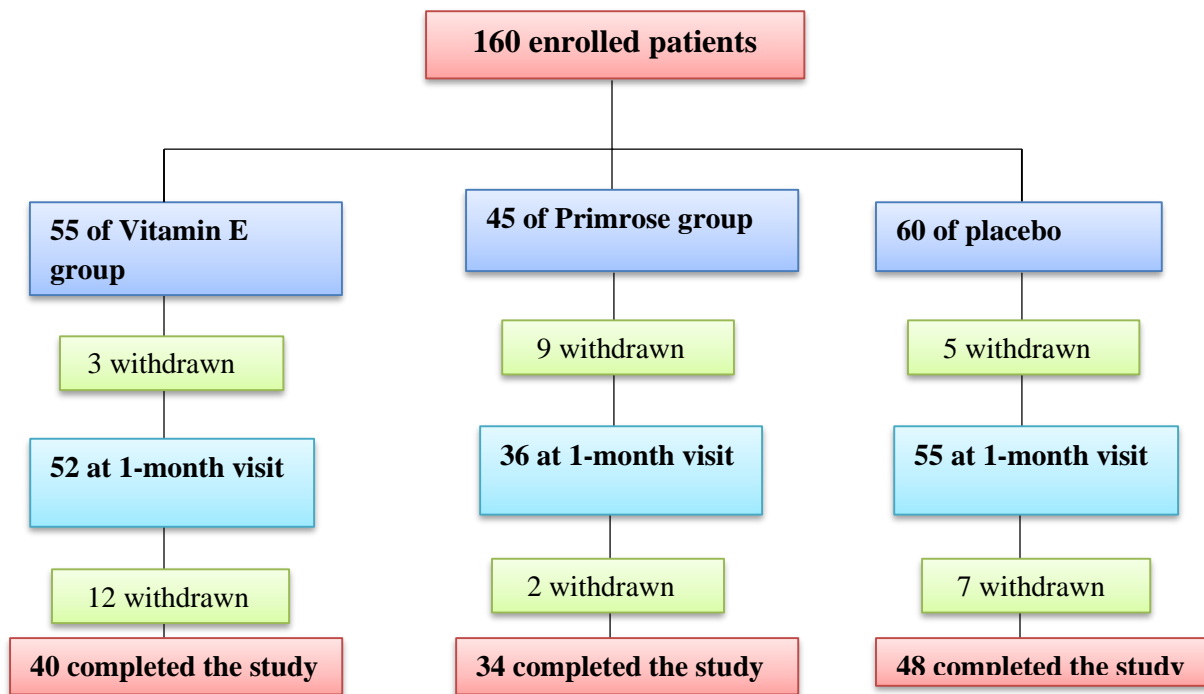 160 enrolled patients
55 of Vitamin E
group
45 of Primrose group
60 of placebo
3 withdrawn
9 withdrawn
5 withdrawn
52 at 1-month visit
36 at 1-month visit
55 at 1-month visit
12 withdrawn
2 withdrawn
7 withdrawn
40 completed the study
34 completed the study
48 completed the study